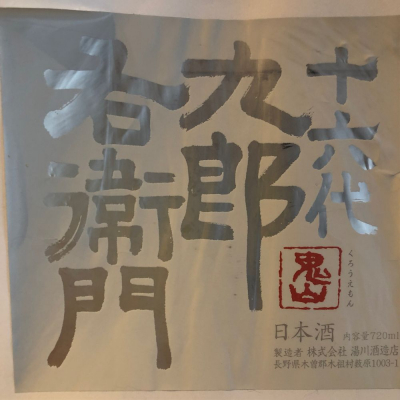 十六代
九郎
右衛門
くろうえもん
鬼山
日本酒 内容量720ml
製造者 株式会社 湯川酒造店
長野県木曽郡木祖村薮原1003-1